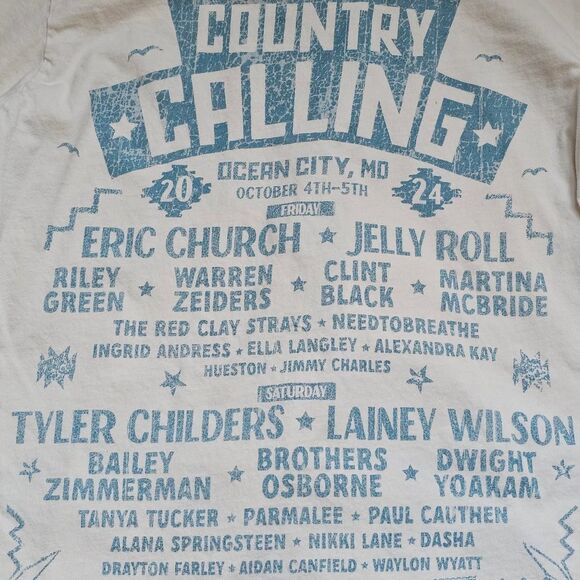 COUNTRY
CALLING
OCEAN CITY, MD
20 OCTOBER 4TH–5TH 24
FRIDAY
ERIC CHURCH ★ JELLY ROLL
RILEY GREEN ★ WARREN ZEIDERS ★ CLINT BLACK ★ MARTINA MCBRIDE
THE RED CLAY STRAYS ★ NEEDTOBREATHE
INGRID ANDRESS ★ ELLA LANGLEY ★ ALEXANDRA KAY
HUESTON ★ JIMMY CHARLES
SATURDAY
TYLER CHILDERS ★ LAINEY WILSON
BAILEY ZIMMERMAN ★ BROTHERS OSBORNE ★ DWIGHT YOAKAM
TANYA TUCKER ★ PARMALEE ★ PAUL CAUTHEN
ALANA SPRINGSTEEN ★ NIKKI LANE ★ DASHA
DRAYTON FARLEY ★ AIDAN CANFIELD ★ WAYLON WYATT